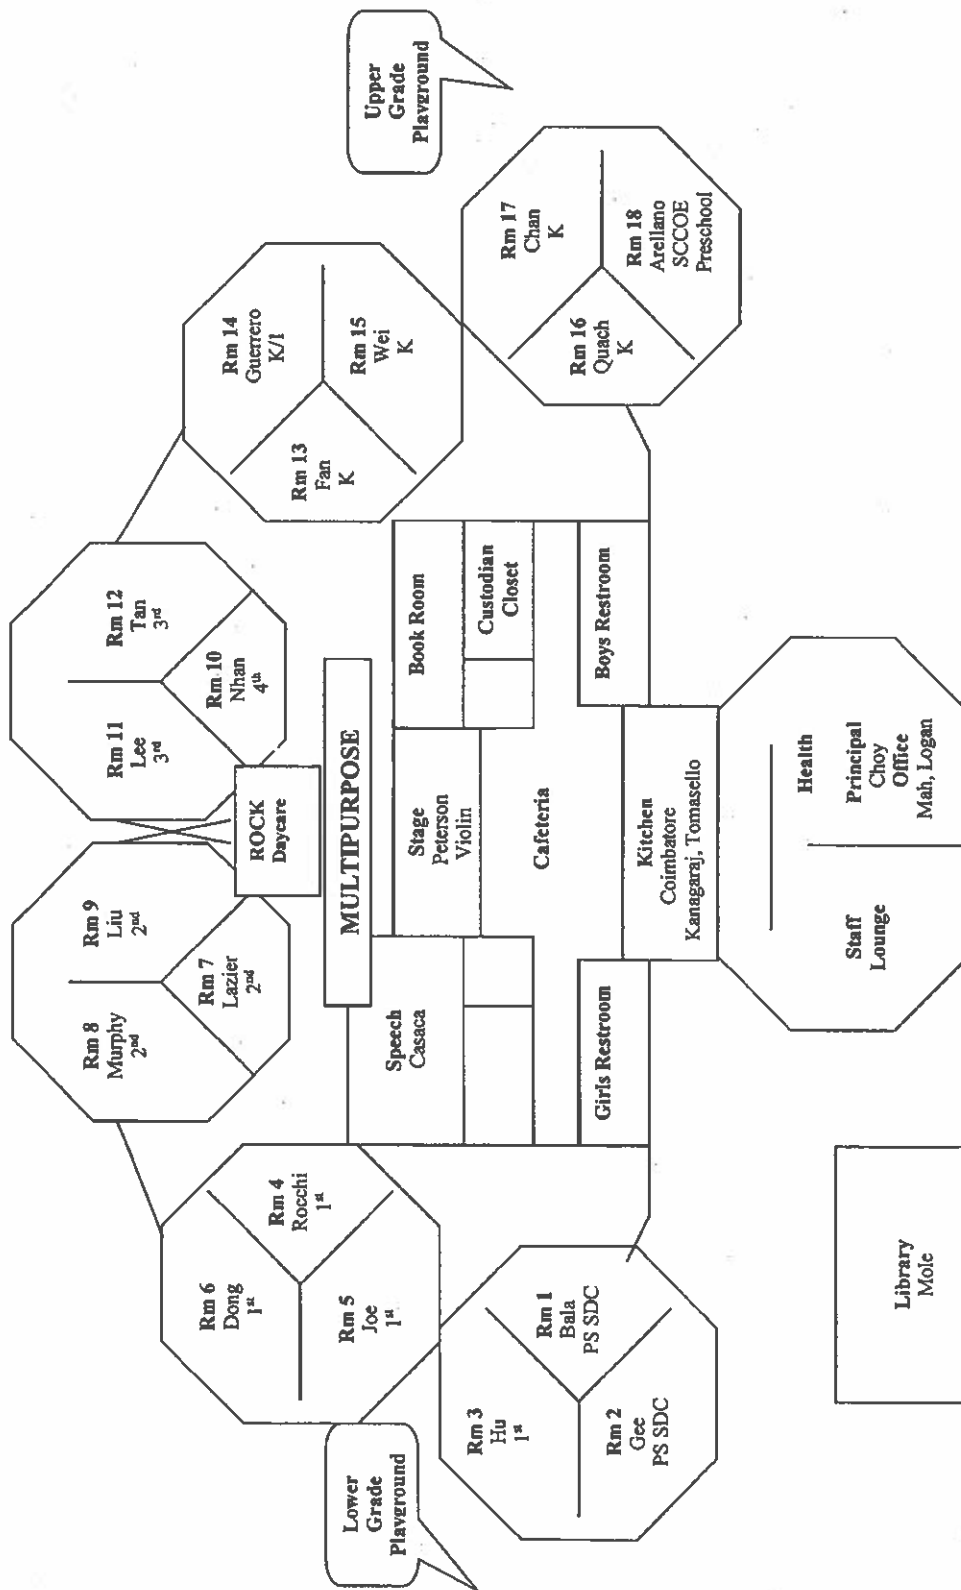 Lower
Grade
Playground
Upper
Grade
Playground
Rm 8
Murphy
2nd
Rm 9
Liu
2nd
Rm 7
Lazier
2nd
Rm 11
Lee
3rd
Rm 12
Tan
3rd
Rm 10
Nhan
4th
ROCK
Daycare
Rm 6
Dong
1st
Rm 4
Rocchi
1st
Rm 5
Joe
1st
Rm 14
Guerrero
K/1
Rm 13
Fan
K
Rm 15
Wei
K
MULTIPURPOSE
Speech
Casaca
Stage
Peterson
Violin
Book Room
Custodian
Closet
Cafeteria
Rm 3
Hu
1st
Rm 1
Bala
PS SDC
Rm 2
Gee
PS SDC
Rm 17
Chan
K
Rm 16
Quach
K
Rm 18
Arellano
SCCOE
Preschool
Girls Restroom
Boys Restroom
Kitchen
Coimbatore
Kanagaraj, Tomasello
Health
Staff
Lounge
Principal
Choy
Office
Mah, Logan
Library
Mole